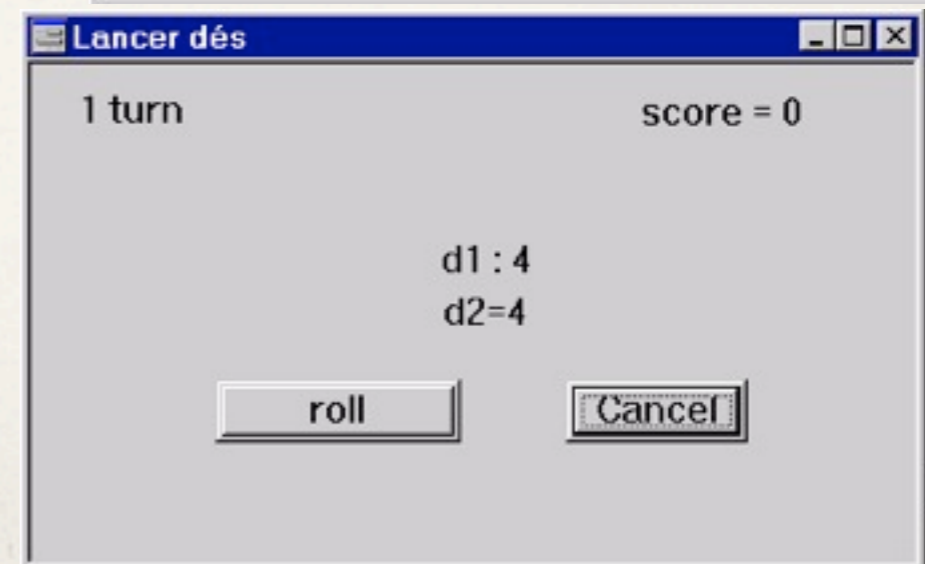 Lancer dés
1 turn score = 0
d1 : 4
d2=4
roll Cancel